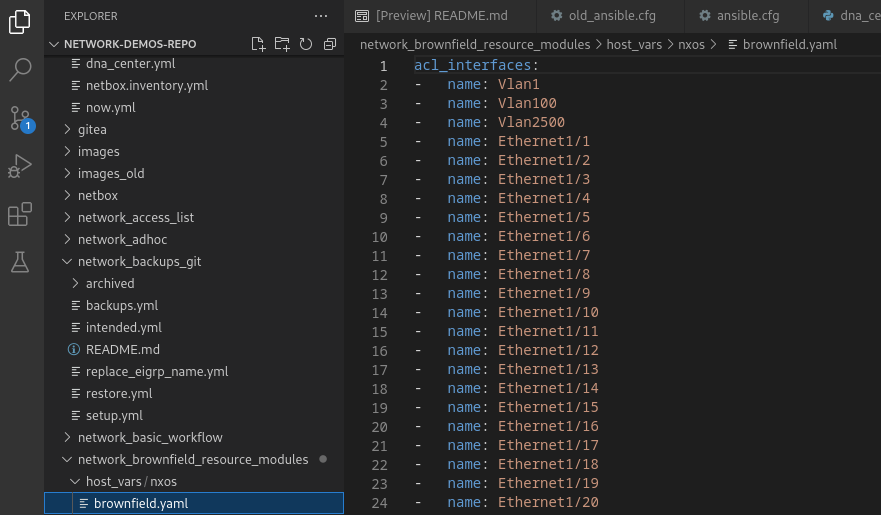 EXPLORER
NETWORK-DEMOS-REPO
dna_center.yml
netbox.inventory.yml
now.yml
gitea
images
images_old
netbox
network_access_list
network_adhoc
network_backups_git
archived
backups.yml
intended.yml
README.md
replace_eigrp_name.yml
restore.yml
setup.yml
network_basic_workflow
network_brownfield_resource_modules
host_vars/nxos
brownfield.yaml
1
[Preview] README.md
old_ansible.cfg
ansible.cfg
dna_ce
network_brownfield_resource_modules > host_vars > nxos > brownfield.yaml
1 acl_interfaces:
2 - name: Vlan1
3 - name: Vlan100
4 - name: Vlan2500
5 - name: Ethernet1/1
6 - name: Ethernet1/2
7 - name: Ethernet1/3
8 - name: Ethernet1/4
9 - name: Ethernet1/5
10 - name: Ethernet1/6
11 - name: Ethernet1/7
12 - name: Ethernet1/8
13 - name: Ethernet1/9
14 - name: Ethernet1/10
15 - name: Ethernet1/11
16 - name: Ethernet1/12
17 - name: Ethernet1/13
18 - name: Ethernet1/14
19 - name: Ethernet1/15
20 - name: Ethernet1/16
21 - name: Ethernet1/17
22 - name: Ethernet1/18
23 - name: Ethernet1/19
24 - name: Ethernet1/20